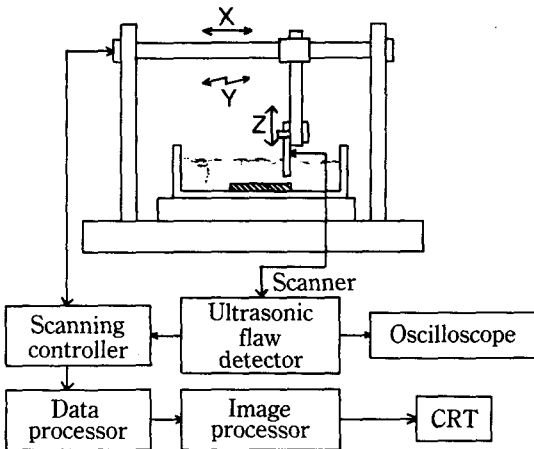 X
Y
Z
Scanner
Scanning
controller
Ultrasonic
flaw
detector
Oscilloscope
Data
processor
Image
processor
CRT